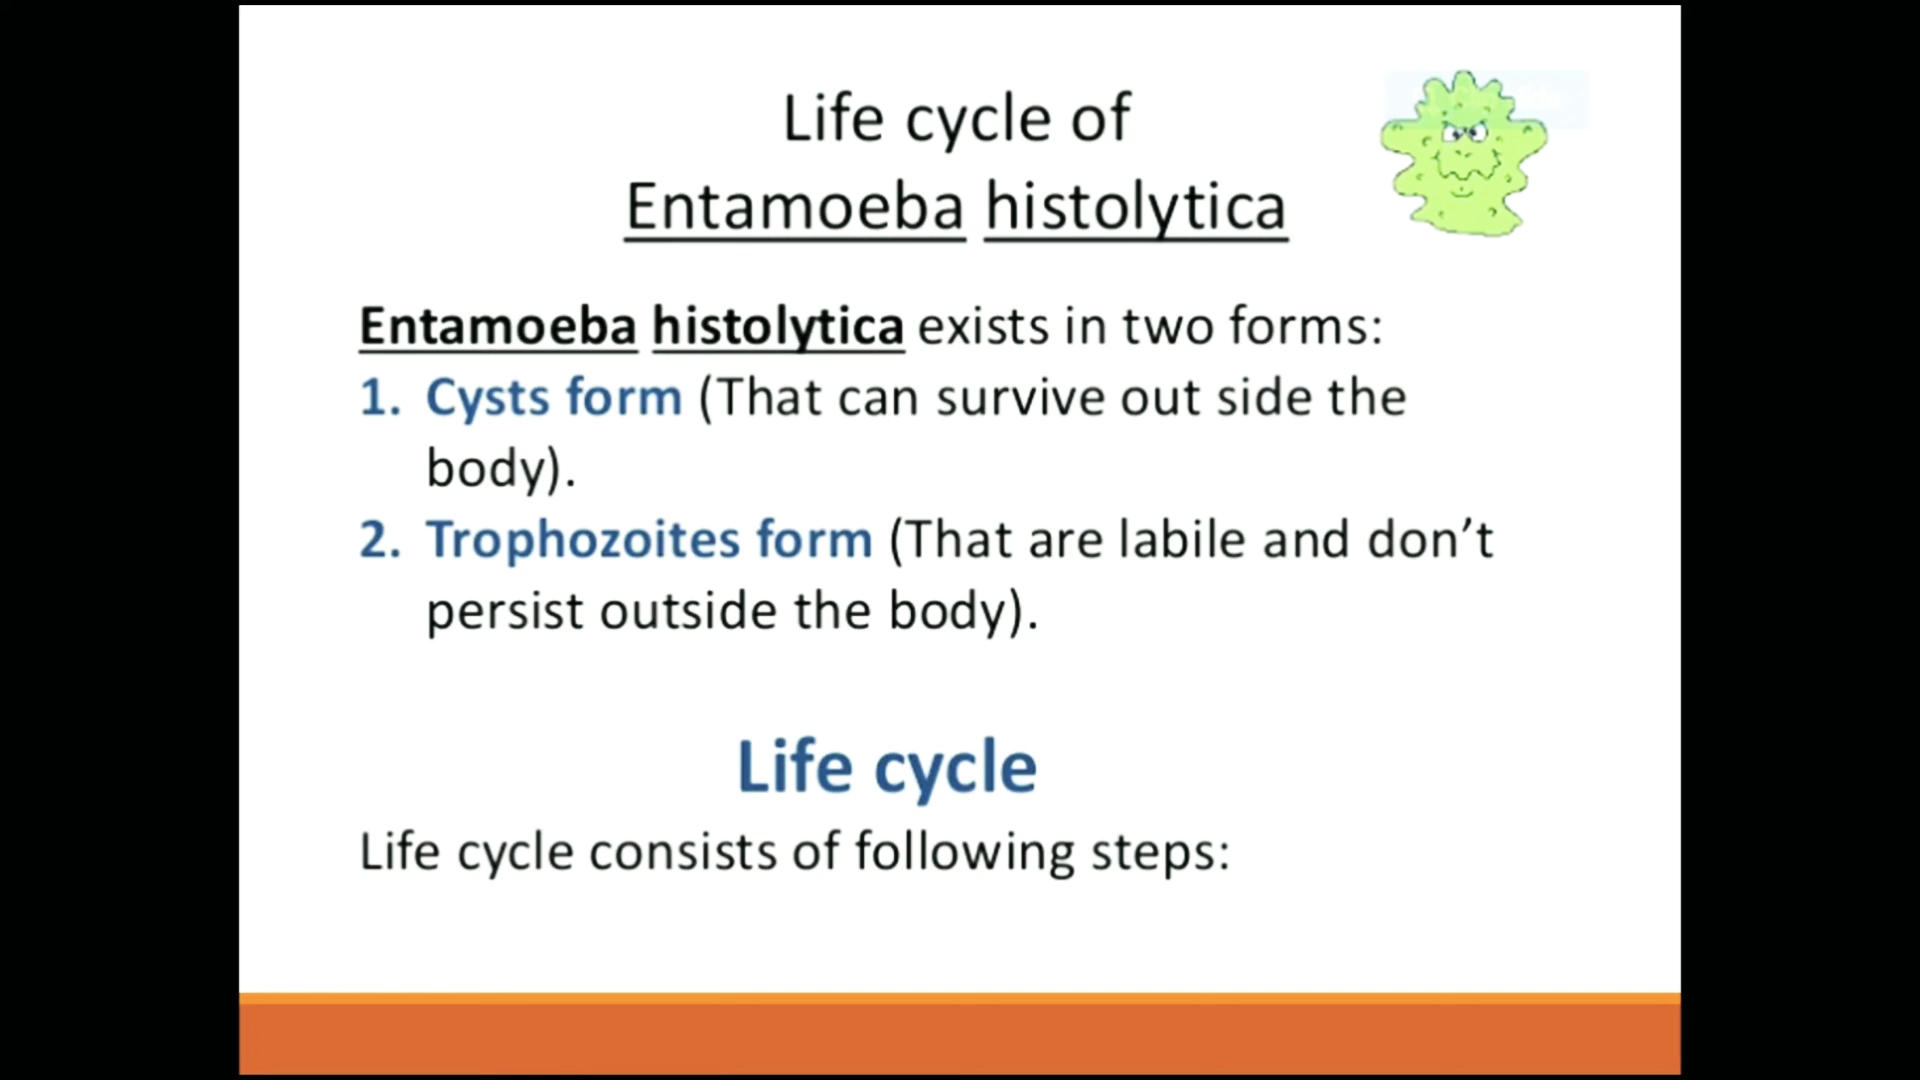 Life cycle of
Entamoeba histolytica
Entamoeba histolytica exists in two forms:
1. Cysts form (That can survive out side the
body).
2. Trophozoites form (That are labile and don’t
persist outside the body).
Life cycle
Life cycle consists of following steps: